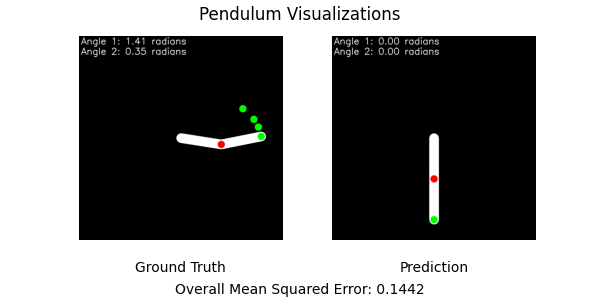 Pendulum Visualizations
Angle 1: 1.41 radians
Angle 2: 0.35 radians
Angle 1: 0.00 radians
Angle 2: 0.00 radians
Ground Truth
Prediction
Overall Mean Squared Error: 0.1442